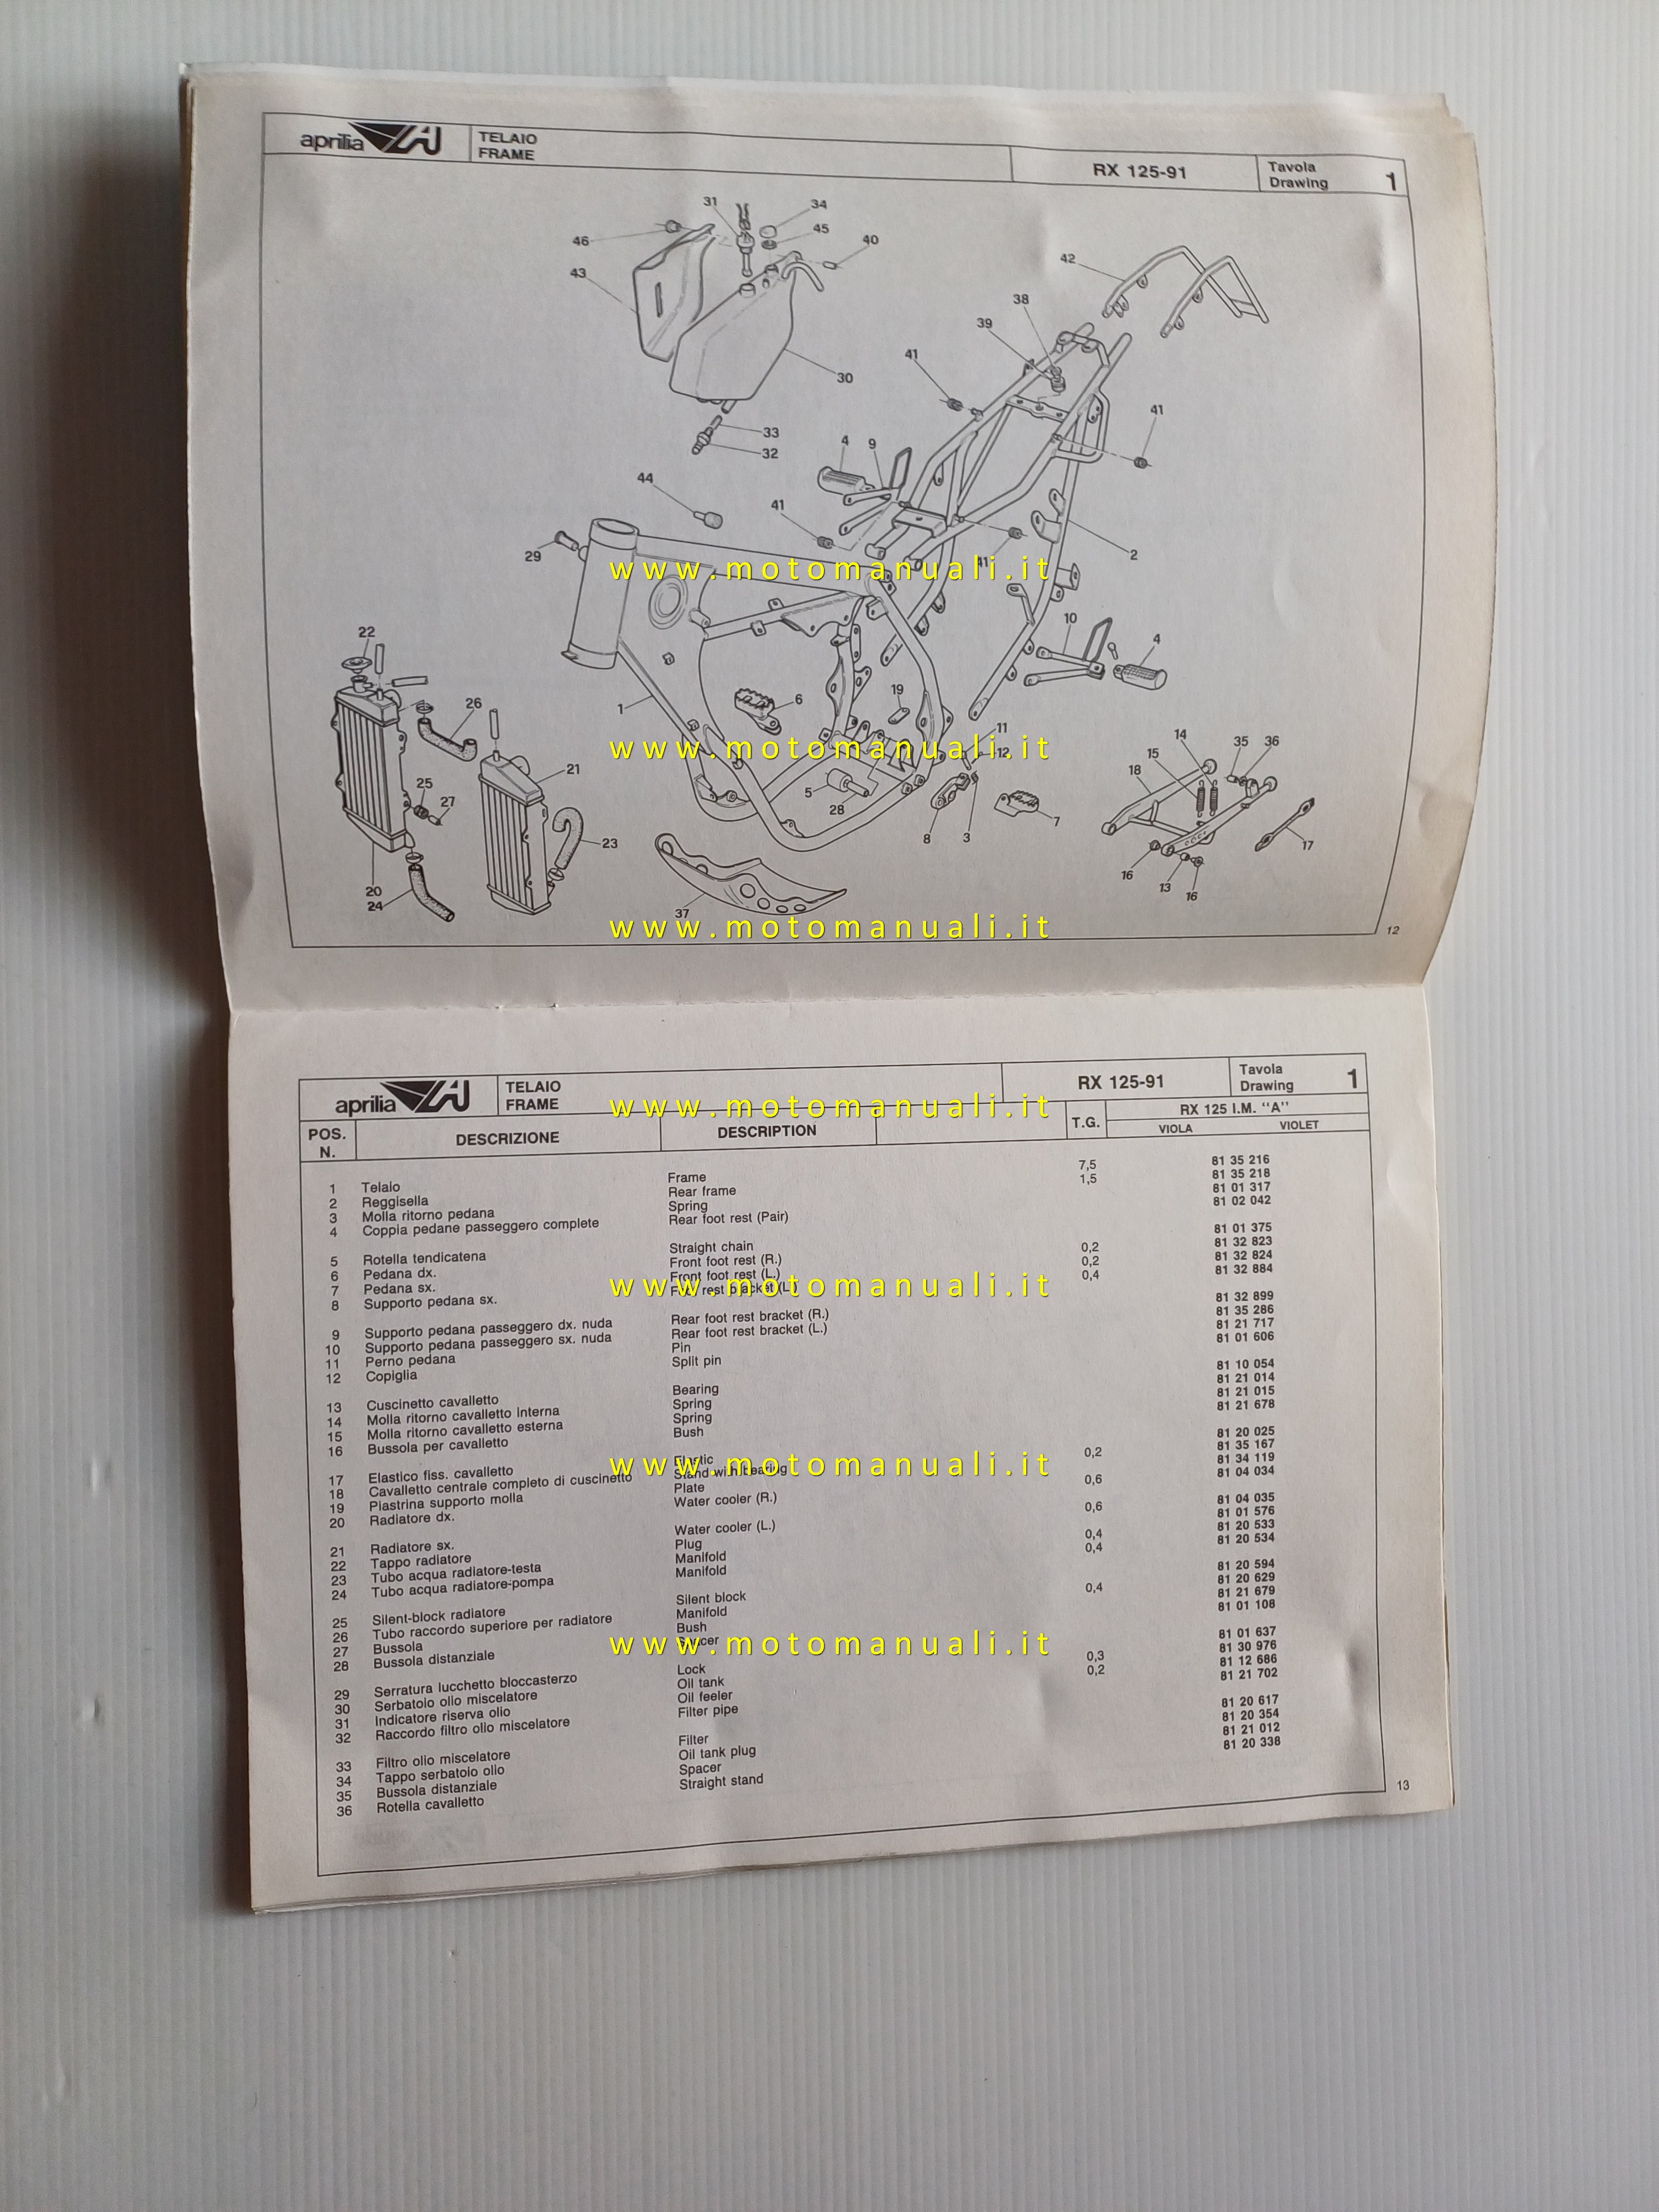 aprilia
TELAIO
FRAME
RX 125-91
Tavola
Drawing
1
31
34
46
45
40
43
42
38
39
41
30
41
33
32
4
9
44
41
29
41
2
22
10
4
26
1
6
19
11
12
14
35
36
15
18
21
25
27
5
28
8
3
7
17
23
16
13
16
20
24
37
12
www.motomanuali.it
www.motomanuali.it
www.motomanuali.it
aprilia
TELAIO
FRAME
RX 125-91
Tavola
Drawing
1
www.motomanuali.it
POS. N. DESCRIZIONE DESCRIPTION T.G. RX 125 I.M. "A"
VIOLA VIOLET
1 Telaio Frame 7,5 81 35 216
2 Reggisella Rear frame 1,5 81 35 218
3 Molla ritorno pedana Spring 81 01 317
4 Coppia pedane passeggero complete Rear foot rest (Pair) 81 02 042
5 Rotella tendicatena Straight chain 81 01 375
6 Pedana dx. Front foot rest (R.) 0,2 81 32 823
7 Pedana sx. Front foot rest (L.) 0,2 81 32 824
8 Supporto pedana sx. Foot rest bracket (L.) 0,4 81 32 884
www.motomanuali.it
9 Supporto pedana passeggero dx. nuda Rear foot rest bracket (R.) 81 32 899
10 Supporto pedana passeggero sx. nuda Rear foot rest bracket (L.) 81 35 286
11 Perno pedana Pin 81 21 717
12 Copiglia Split pin 81 01 606
13 Cuscinetto cavalletto Bearing 81 10 054
14 Molla ritorno cavalletto interna Spring 81 21 014
15 Molla ritorno cavalletto esterna Spring 81 21 015
16 Bussola per cavalletto Bush 81 21 678
17 Elastico fiss. cavalletto Elastic 81 20 025
18 Cavalletto centrale completo di cuscinetto Stand with bearing 0,2 81 35 167
19 Piastrina supporto molla Plate 81 34 119
20 Radiatore dx. Water cooler (R.) 0,6 81 04 034
www.motomanuali.it
21 Radiatore sx. Water cooler (L.) 0,6 81 04 035
22 Tappo radiatore Plug 81 01 576
23 Tubo acqua radiatore-testa Manifold 0,4 81 20 533
24 Tubo acqua radiatore-pompa Manifold 0,4 81 20 534
25 Silent-block radiatore Silent block 81 20 594
26 Tubo raccordo superiore per radiatore Manifold 0,4 81 20 629
27 Bussola Bush 81 21 679
28 Bussola distanziale Spacer 81 01 108
www.motomanuali.it
29 Serratura lucchetto bloccasterzo Lock 81 01 637
30 Serbatoio olio miscelatore Oil tank 0,3 81 30 976
31 Indicatore riserva olio Oil feeler 0,2 81 12 686
32 Raccordo filtro olio miscelatore Filter pipe 81 21 702
33 Filtro olio miscelatore Filter 81 20 617
34 Tappo serbatoio olio Oil tank plug 81 20 354
35 Bussola distanziale Spacer 81 21 012
36 Rotella cavalletto Straight stand 81 20 338
13